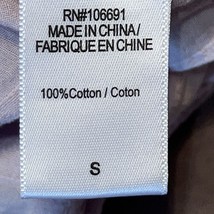 RN#106691
MADE IN CHINA/
FABRIQUE EN CHINE
100%Cotton / Coton
S